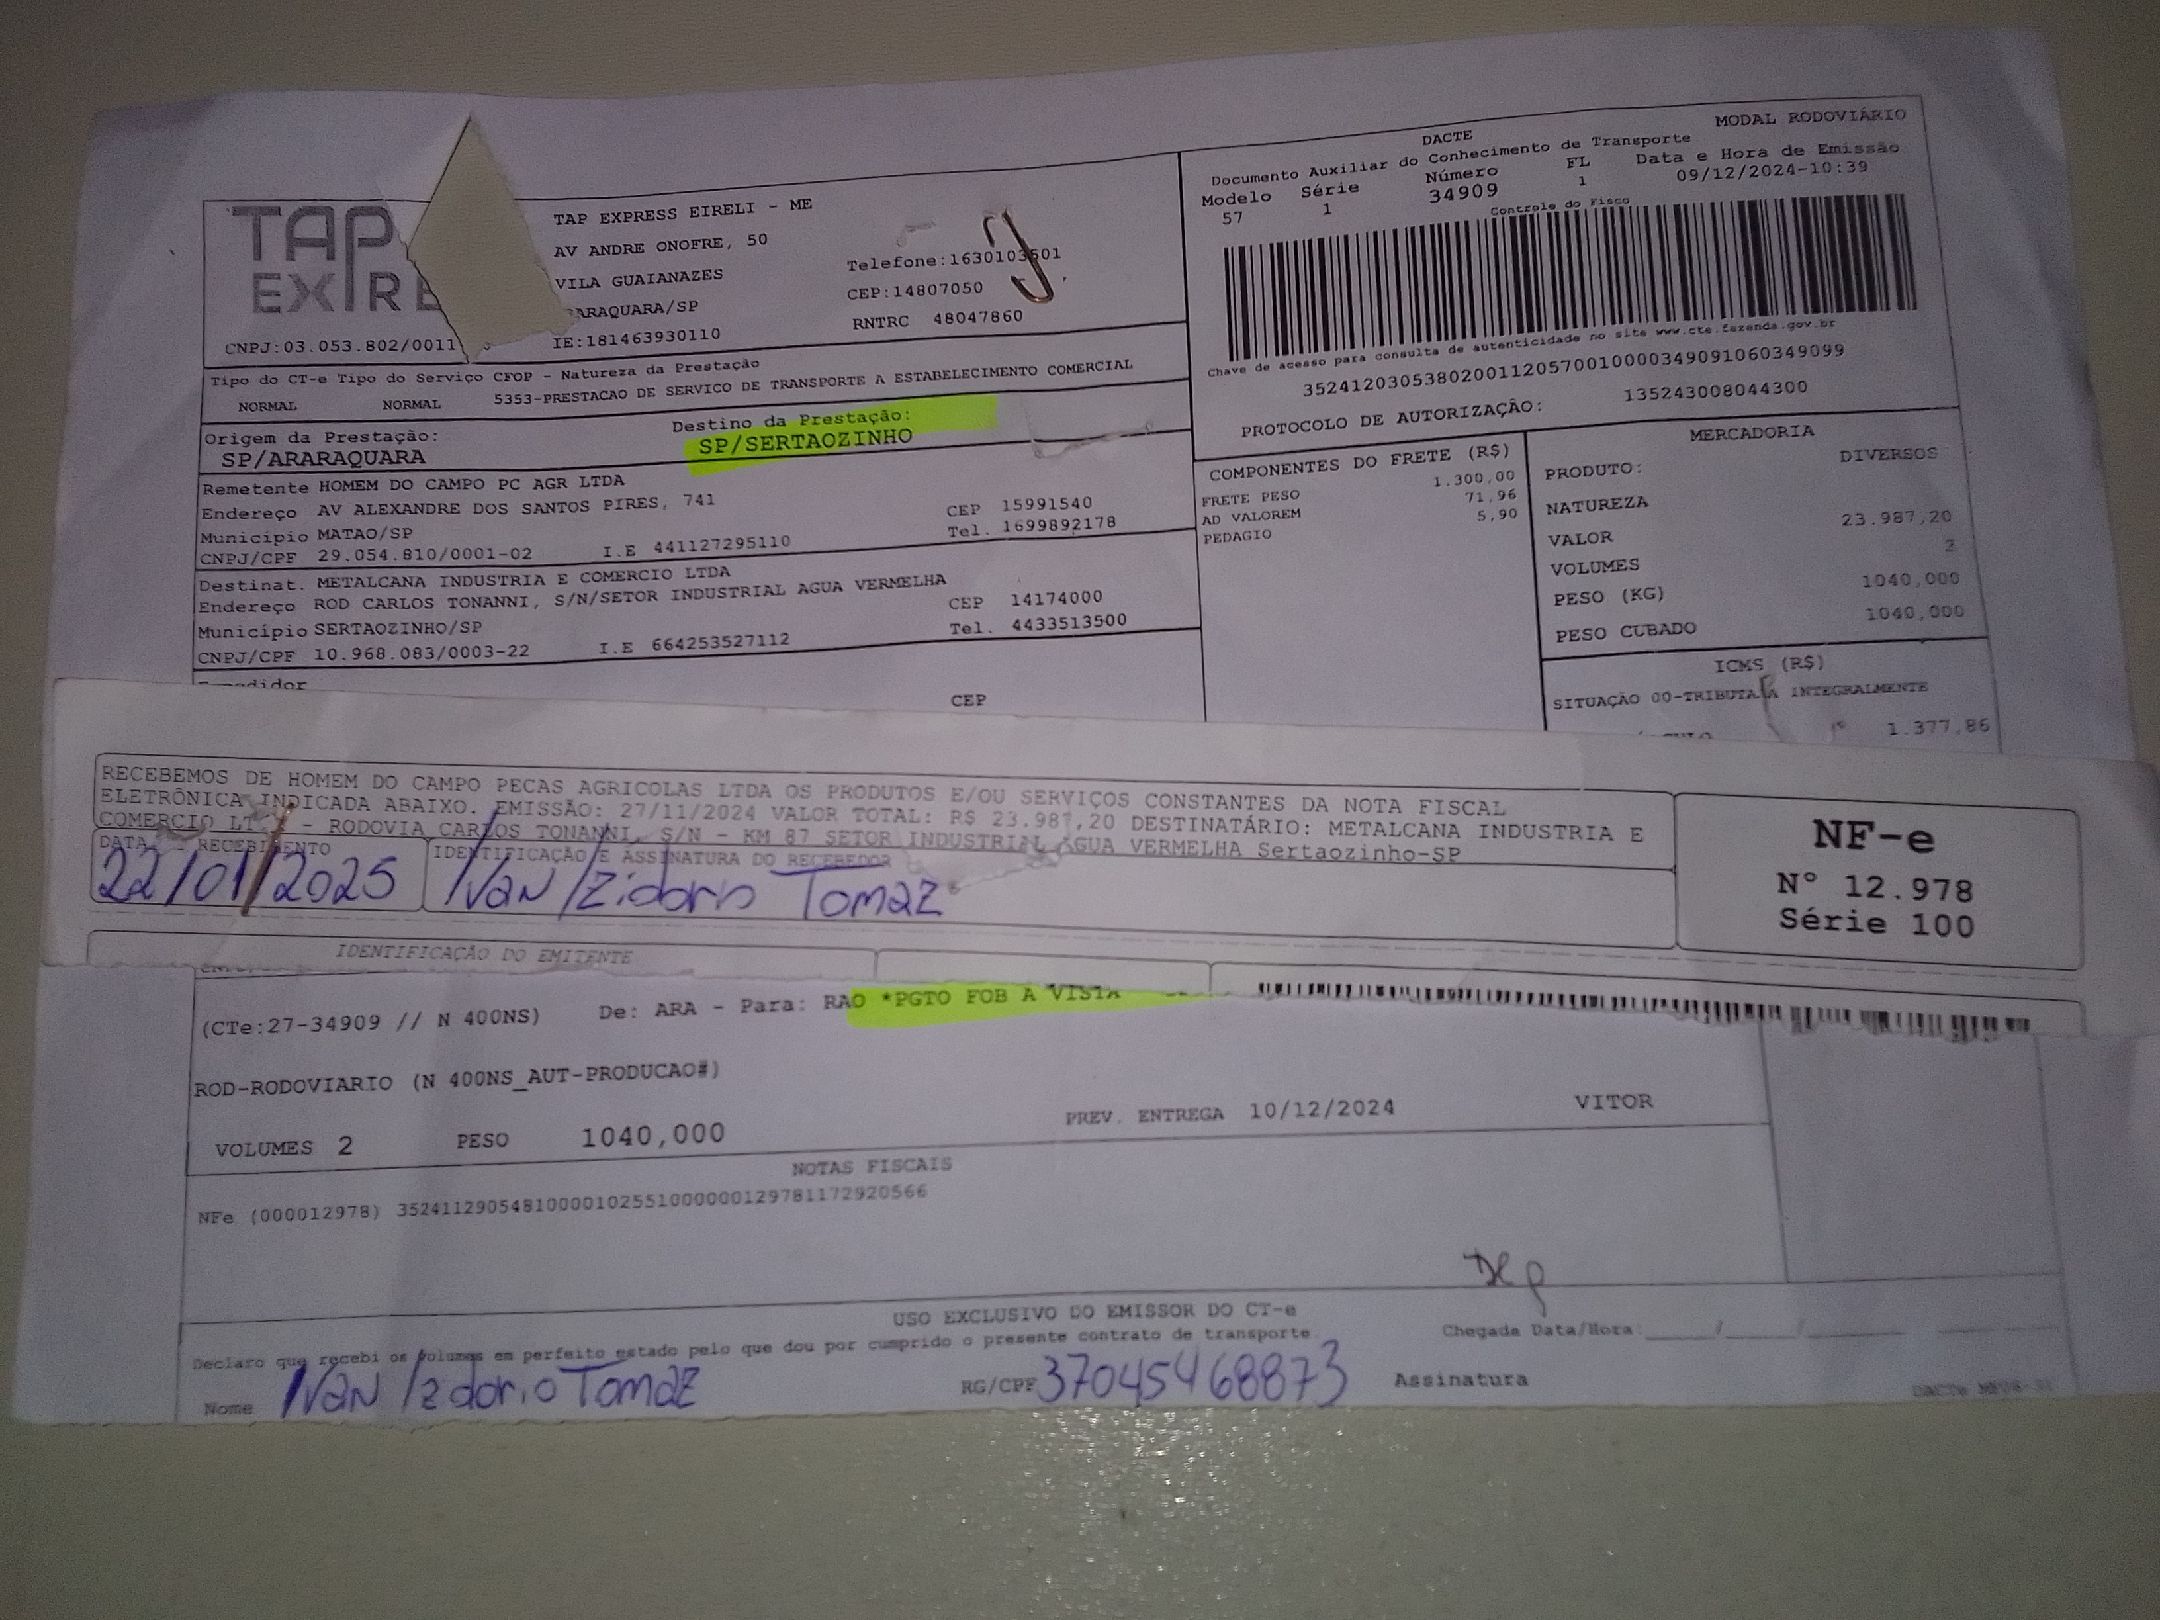 TAP
EXPRE
TAP EXPRESS EIRELI - ME
AV ANDRE ONOFRE, 50
VILA GUAIANAZES
ARARAQUARA/SP
IE:181463930110
Telefone:1630103501
CEP:14807050
RNTRC 48047860
CNPJ:03.053.802/0011
DACTE
MODAL RODOVIÁRIO
Documento Auxiliar do Conhecimento de Transporte
Modelo Série Número FL Data e Hora de Emissão
57 1 34909 1 09/12/2024-10:39
Controle do Fisco
Chave de acesso para consulta de autenticidade no site www.cte.fazenda.gov.br
35241203053802001120570010000349091060349099
PROTOCOLO DE AUTORIZAÇÃO: 135243008044300
Tipo do CT-e Tipo do Serviço CFOP - Natureza da Prestação
NORMAL NORMAL 5353-PRESTACAO DE SERVICO DE TRANSPORTE A ESTABELECIMENTO COMERCIAL
Origem da Prestação: Destino da Prestação:
SP/ARARAQUARA SP/SERTAOZINHO
Remetente HOMEM DO CAMPO PC AGR LTDA
Endereço AV ALEXANDRE DOS SANTOS PIRES, 741 CEP 15991540
Município MATAO/SP Tel. 1699892178
CNPJ/CPF 29.054.810/0001-02 I.E 441127295110
Destinat. METALCANA INDUSTRIA E COMERCIO LTDA
Endereço ROD CARLOS TONANNI, S/N/SETOR INDUSTRIAL AGUA VERMELHA CEP 14174000
Município SERTAOZINHO/SP Tel. 4433513500
CNPJ/CPF 10.968.083/0003-22 I.E 664253527112
CEP
COMPONENTES DO FRETE (R$)
FRETE PESO 1.300,00
AD VALOREM 71,96
PEDAGIO 5,90
MERCADORIA
PRODUTO: DIVERSOS
NATUREZA
VALOR 23.987,20
VOLUMES 2
PESO (KG) 1040,000
PESO CUBADO 1040,000
ICMS (R$)
SITUAÇÃO 00-TRIBUTADA INTEGRALMENTE
1.377,86
RECEBEMOS DE HOMEM DO CAMPO PECAS AGRICOLAS LTDA OS PRODUTOS E/OU SERVIÇOS CONSTANTES DA NOTA FISCAL
ELETRÔNICA INDICADA ABAIXO. EMISSÃO: 27/11/2024 VALOR TOTAL: R$ 23.987,20 DESTINATÁRIO: METALCANA INDUSTRIA E
COMERCIO - RODOVIA CARLOS TONANNI, S/N - KM 87 SETOR INDUSTRIAL AGUA VERMELHA Sertaozinho-SP
DATA RECEBIMENTO
22/01/2025
IDENTIFICAÇÃO E ASSINATURA DO RECEBEDOR
Ivan Izidorio Tomaz
NF-e
Nº 12.978
Série 100
IDENTIFICAÇÃO DO EMITENTE
(CTe:27-34909 // N 400NS) De: ARA - Para: RAO *PGTO FOB A VISTA
ROD-RODOVIARIO (N 400NS_AUT-PRODUCAO#)
VOLUMES 2 PESO 1040,000 PREV. ENTREGA 10/12/2024 VITOR
NOTAS FISCAIS
NFe (000012978) 35241129054810000102551000000129781172920566
USO EXCLUSIVO DO EMISSOR DO CT-e
Declaro que recebi os volumes em perfeito estado pelo que dou por cumprido o presente contrato de transporte
Chegada Data/Hora: / /
Nome Ivan Izidorio Tomaz RG/CPF 37045468873 Assinatura